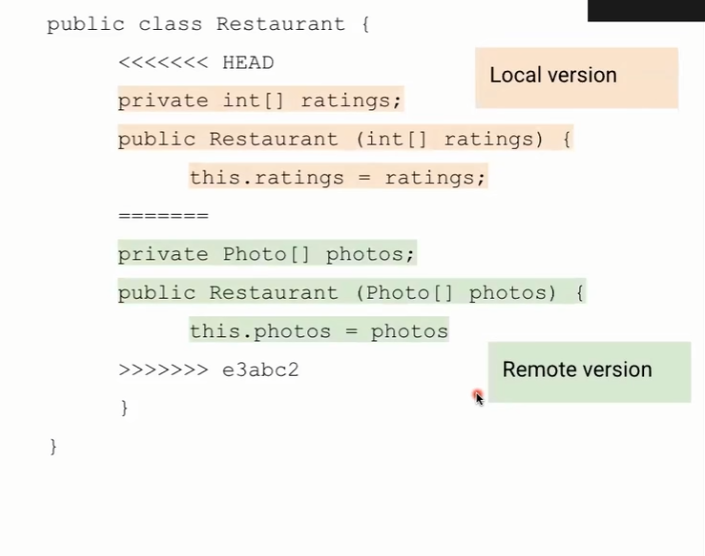 public class Restaurant {
<<<<<<< HEAD
Local version
private int[] ratings;
public Restaurant (int[] ratings) {
this.ratings = ratings;
=======
private Photo[] photos;
public Restaurant (Photo[] photos) {
this.photos = photos
>>>>>>> e3abc2
Remote version
}
}